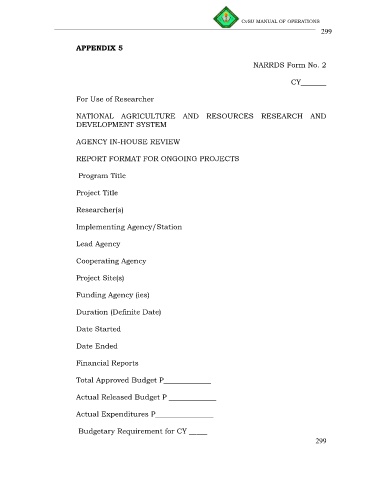 CvSU MANUAL OF OPERATIONS
299
APPENDIX 5
NARRDS Form No. 2
CY_______
For Use of Researcher
NATIONAL AGRICULTURE AND RESOURCES RESEARCH AND
DEVELOPMENT SYSTEM
AGENCY IN-HOUSE REVIEW
REPORT FORMAT FOR ONGOING PROJECTS
Program Title
Project Title
Researcher(s)
Implementing Agency/Station
Lead Agency
Cooperating Agency
Project Site(s)
Funding Agency (ies)
Duration (Definite Date)
Date Started
Date Ended
Financial Reports
Total Approved Budget P_____________
Actual Released Budget P _____________
Actual Expenditures P________________
Budgetary Requirement for CY _____
299